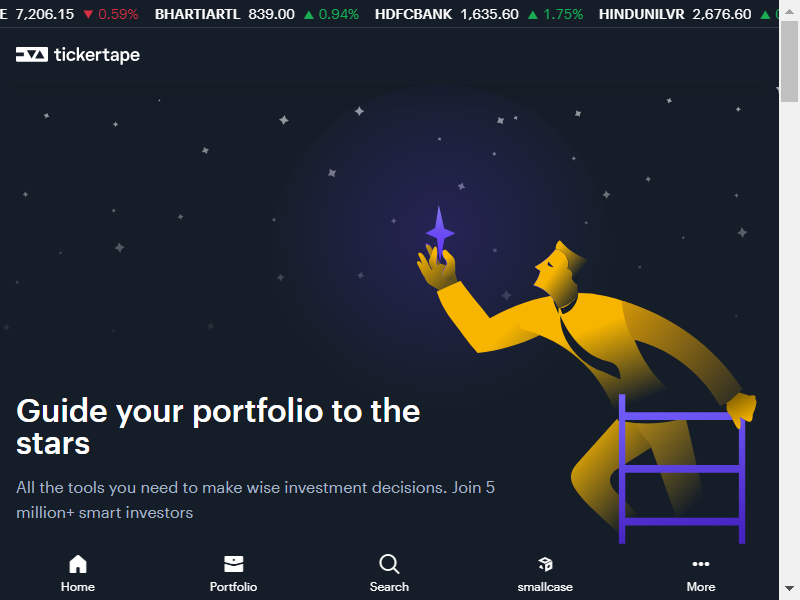 E 7,206.15 ▼ 0.59% BHARTIARTL 839.00 ▲ 0.94% HDFCBANK 1,635.60 ▲ 1.75% HINDUNILVR 2,676.60 ▲
tickertape
Guide your portfolio to the
stars
All the tools you need to make wise investment decisions. Join 5
million+ smart investors
Home Portfolio Search smallcase More